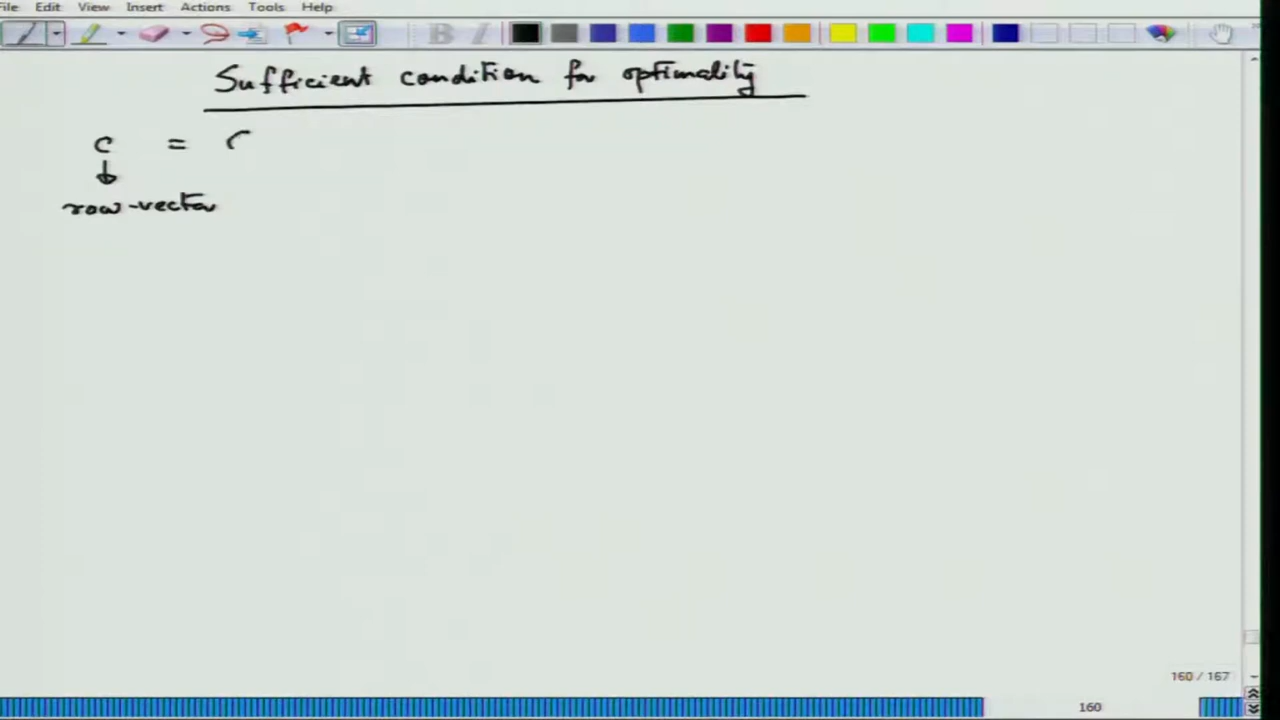 File Edit View Insert Actions Tools Help
B I
Sufficient condition for optimality
c = (
row-vector
160 / 167
160